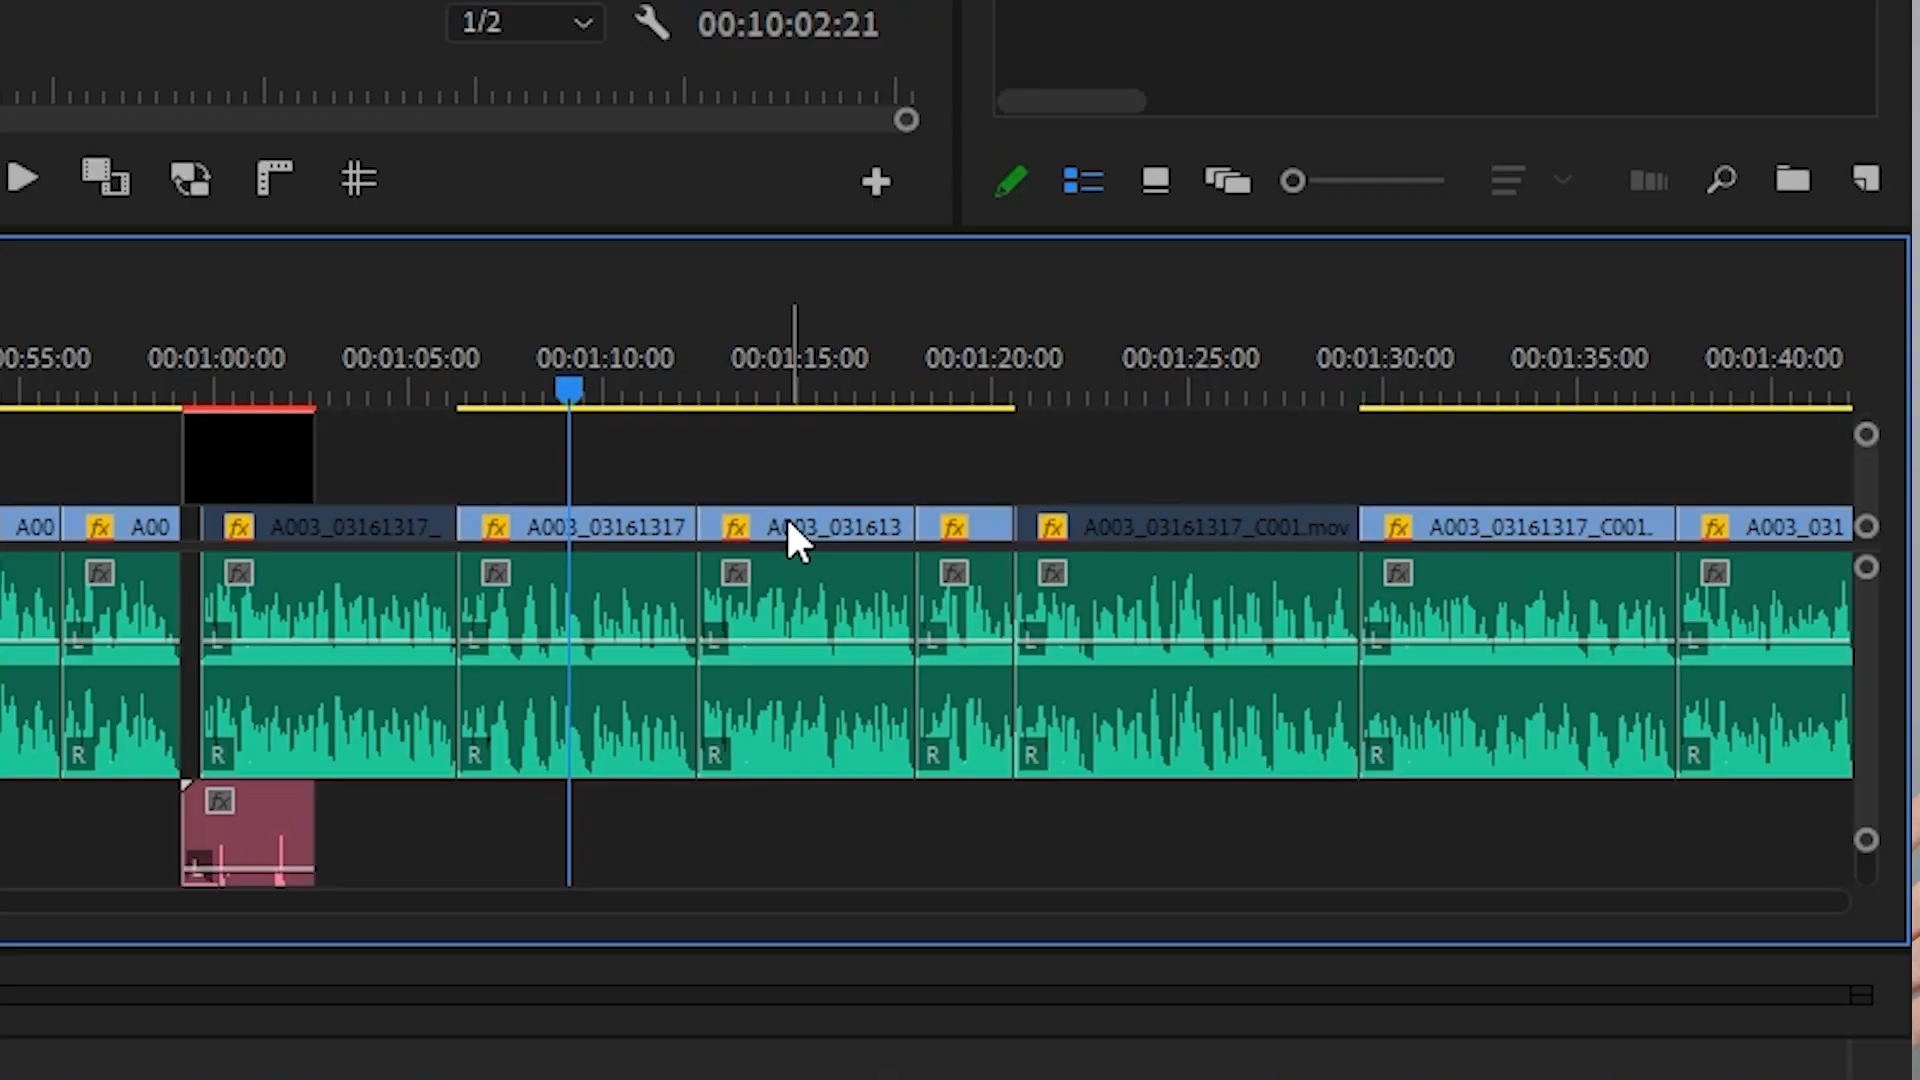 1/2 00:10:02:21
00:55:00 00:01:00:00 00:01:05:00 00:01:10:00 00:01:15:00 00:01:20:00 00:01:25:00 00:01:30:00 00:01:35:00 00:01:40:00
A00 fx A00 fx A003_03161317_ fx A003_03161317 fx A003_031613 fx fx A003_03161317_C001.mov fx A003_03161317_C001. fx A003_031
fx fx fx fx fx fx fx fx
L L L L L L L L
R R R R R R R R
fx
L